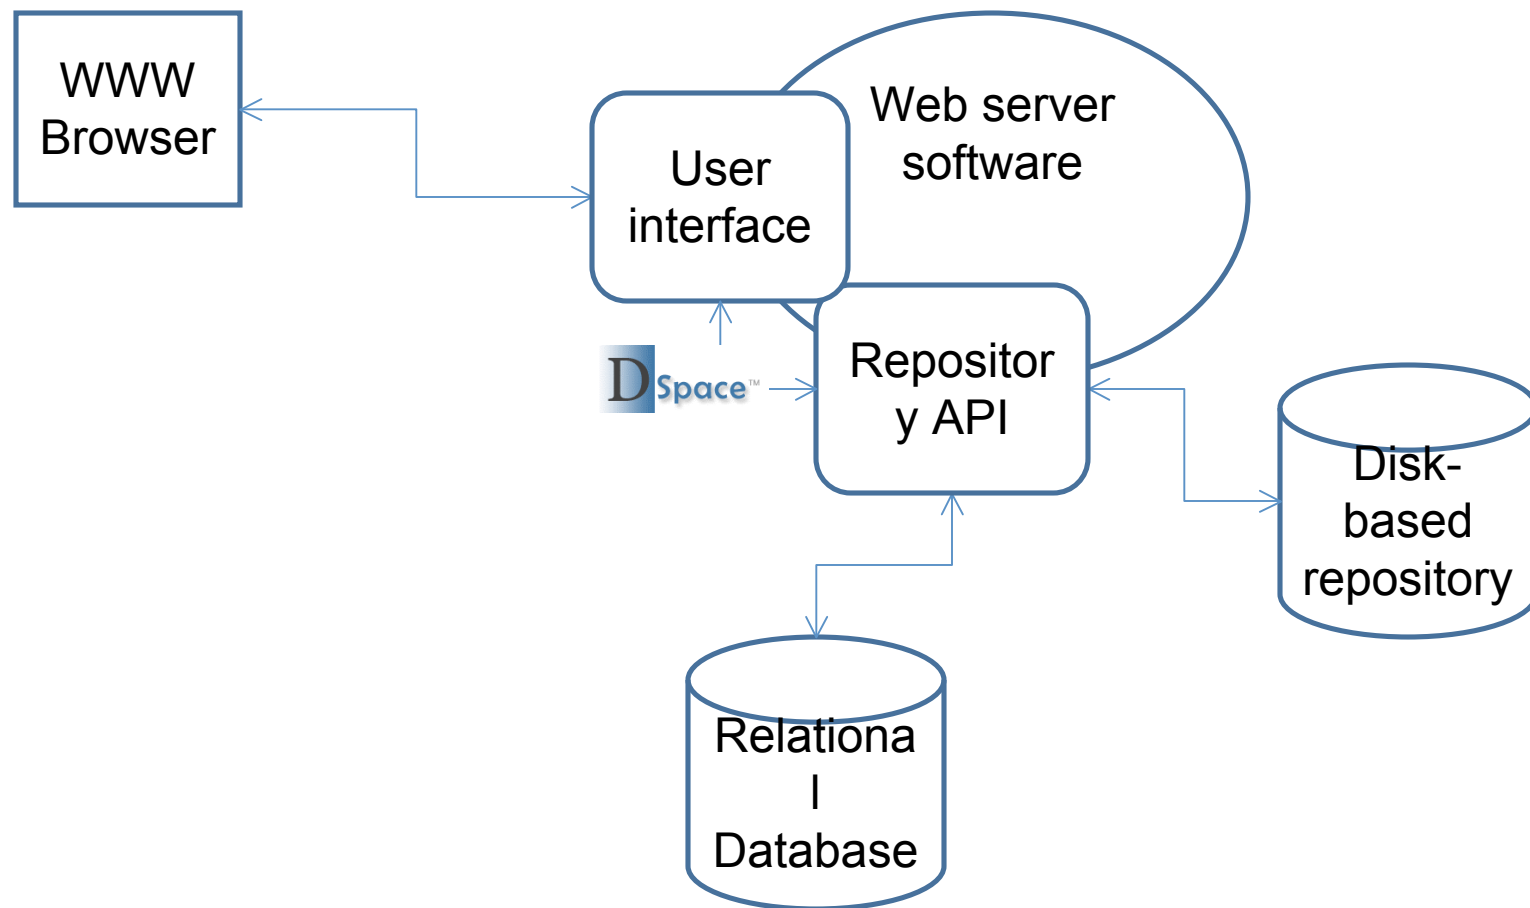 WWW
Browser
Web server
software
User
interface
DSpace™
Repositor
y API
Disk-
based
repository
Relationa
l
Database